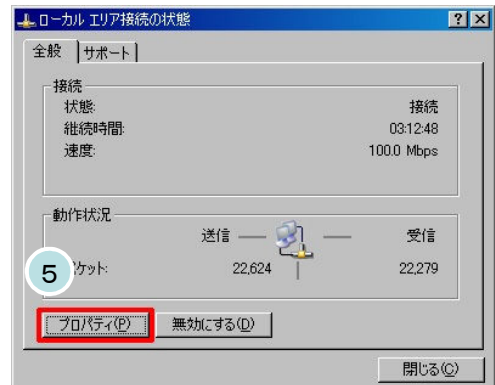 ローカル エリア接続の状態
全般 サポート
接続
状態: 接続
継続時間: 03:12:48
速度: 100.0 Mbps
動作状況
送信 受信
5
ケット: 22,624 22,279
プロパティ(P) 無効にする(D)
閉じる(C)